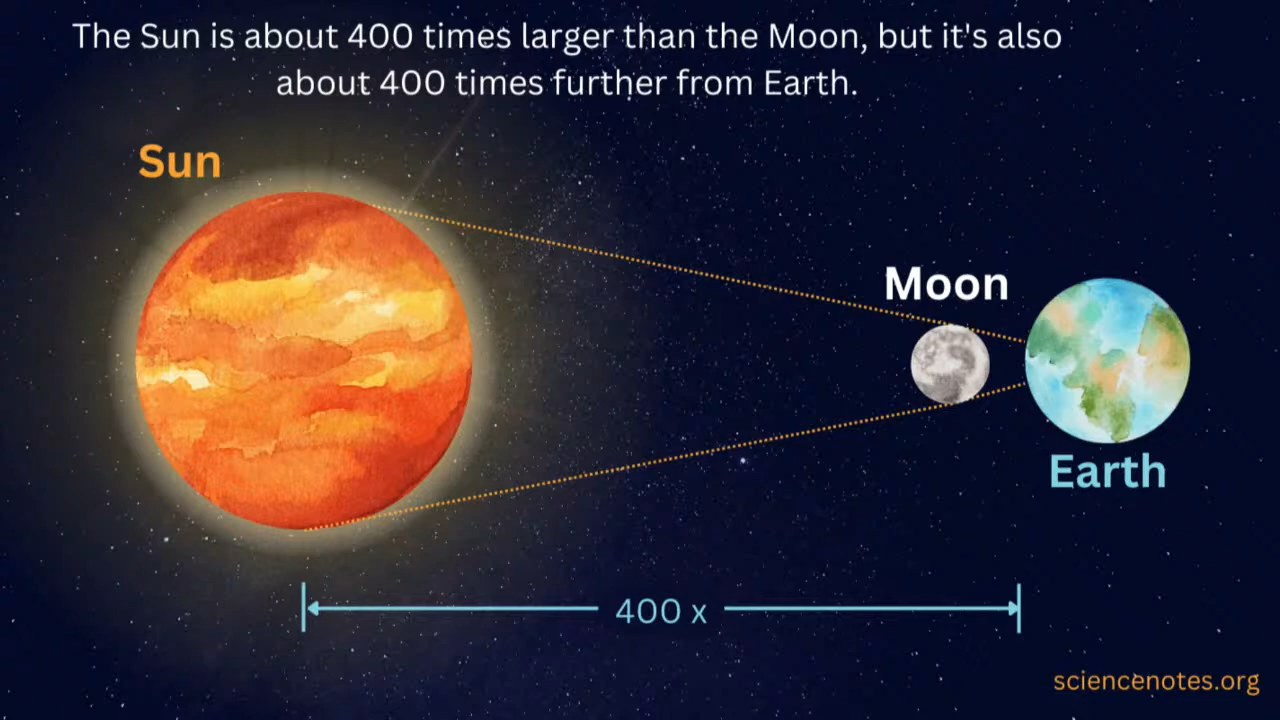 The Sun is about 400 times larger than the Moon, but it's also
about 400 times further from Earth.
Sun
Moon
Earth
400 x
sciencenotes.org